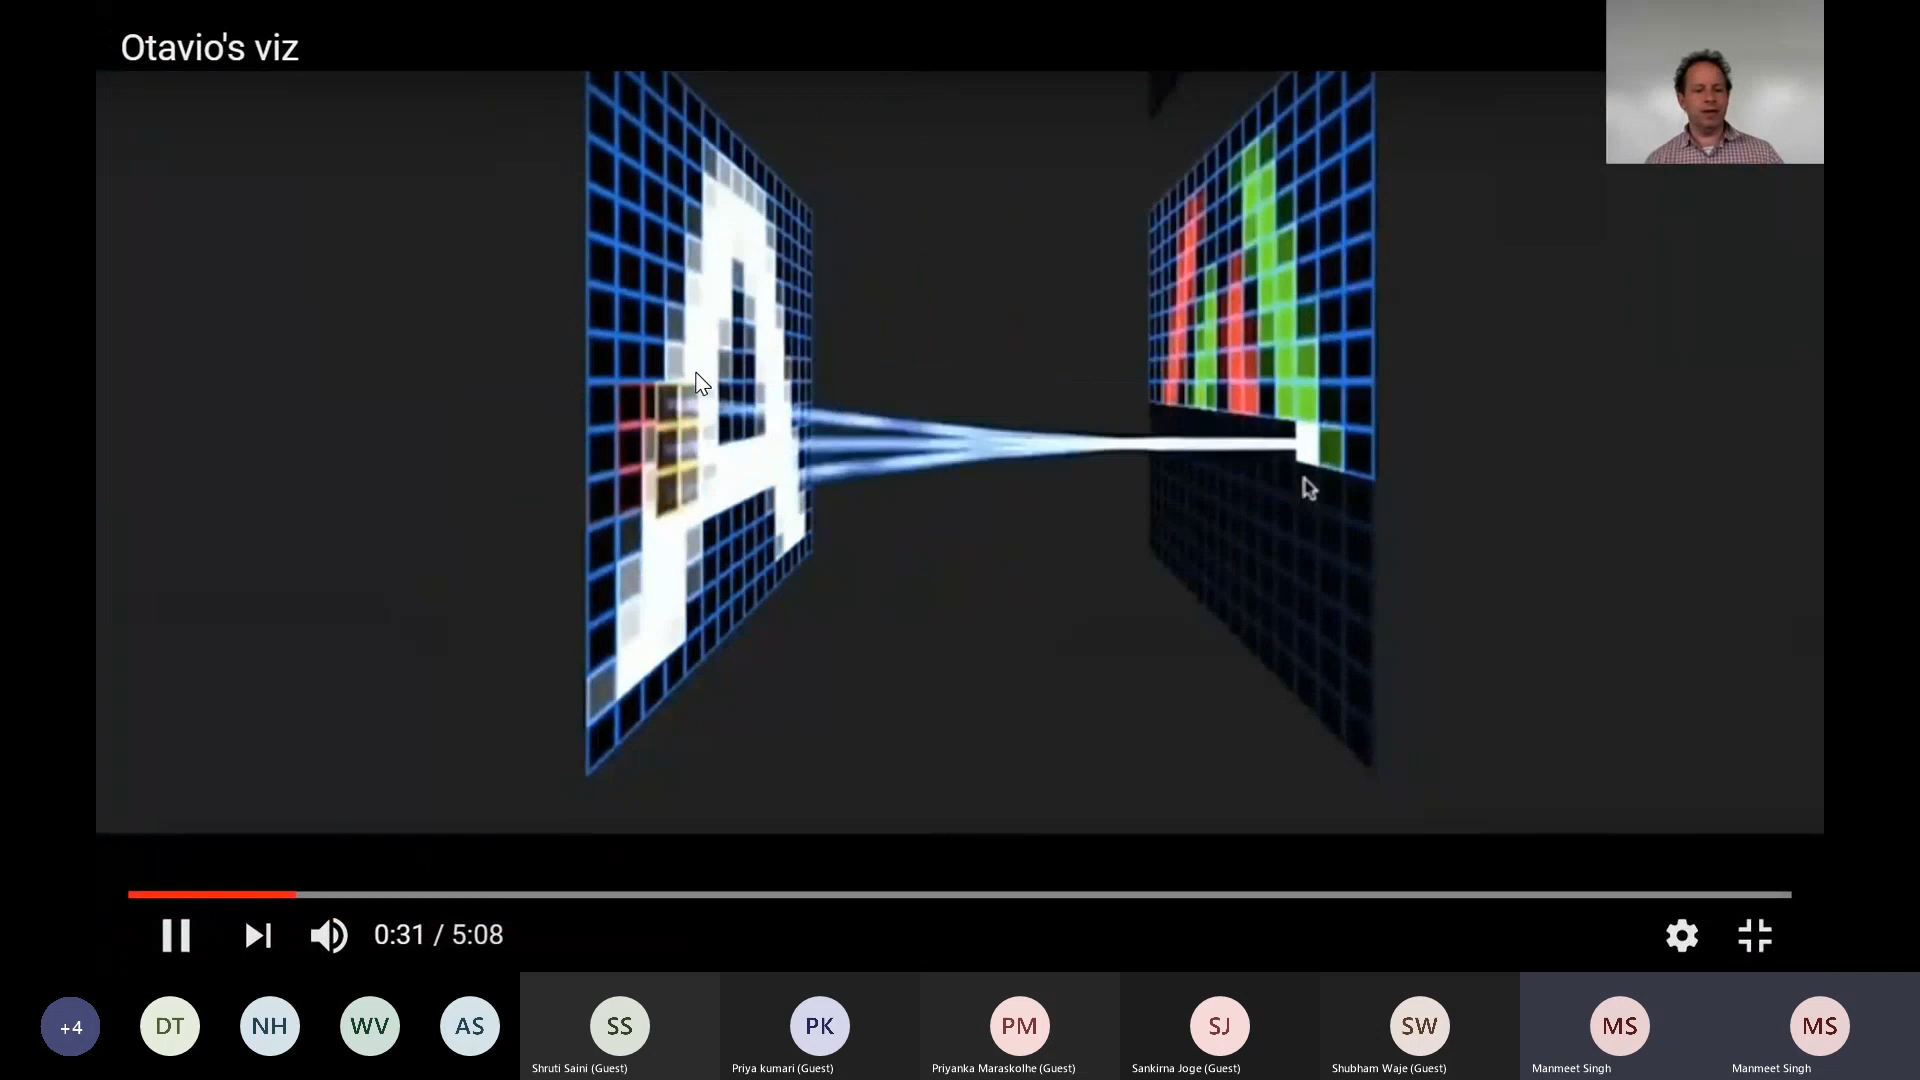 Otavio's viz
A
0:31 / 5:08
+4
DT
NH
WV
AS
SS
PK
PM
SJ
SW
MS
MS
Shruti Saini (Guest)
Priya kumari (Guest)
Priyanka Maraskolhe (Guest)
Sankirna Joge (Guest)
Shubham Waje (Guest)
Manmeet Singh
Manmeet Singh